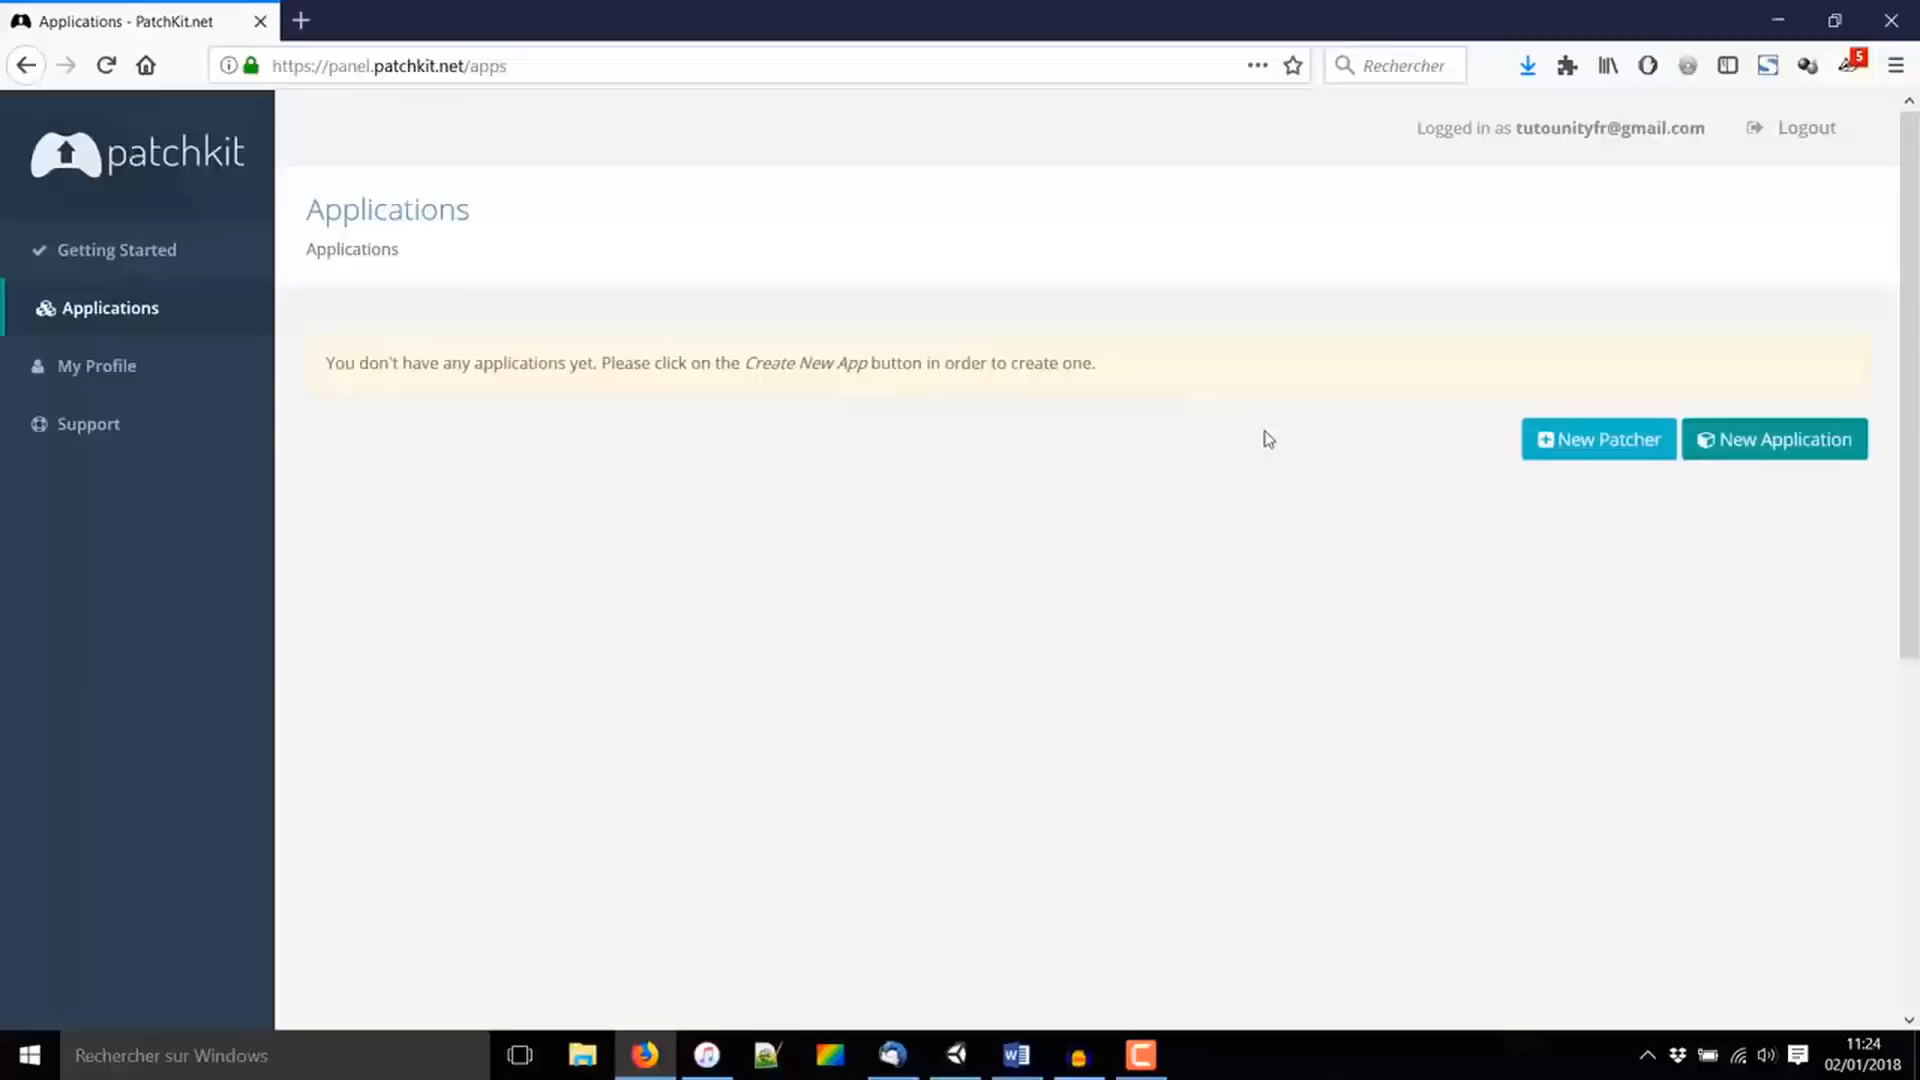 Applications - PatchKit.net
https://panel.patchkit.net/apps
Rechercher
5
patchkit
Logged in as tutounityfr@gmail.com
Logout
Getting Started
Applications
My Profile
Support
Applications
Applications
You don't have any applications yet. Please click on the Create New App button in order to create one.
New Patcher
New Application
Rechercher sur Windows
11:24
02/01/2018